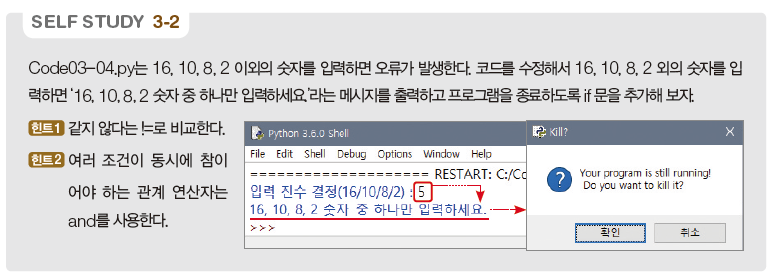 SELF STUDY 3-2
Code03-04.py는 16, 10, 8, 2 이외의 숫자를 입력하면 오류가 발생한다. 코드를 수정해서 16, 10, 8, 2 외의 숫자를 입
력하면 '16, 10, 8, 2 숫자 중 하나만 입력하세요.'라는 메시지를 출력하고 프로그램을 종료하도록 if 문을 추가해 보자.
힌트1 같지 않다는 !=로 비교한다.
힌트2 여러 조건이 동시에 참이
어야 하는 관계 연산자는
and를 사용한다.
Python 3.6.0 Shell
File Edit Shell Debug Options Window Help
==================== RESTART: C:/Co
입력 진수 결정(16/10/8/2) : 5
16, 10, 8, 2 숫자 중 하나만 입력하세요.
>>>
Kill?
Your program is still running!
Do you want to kill it?
확인 취소